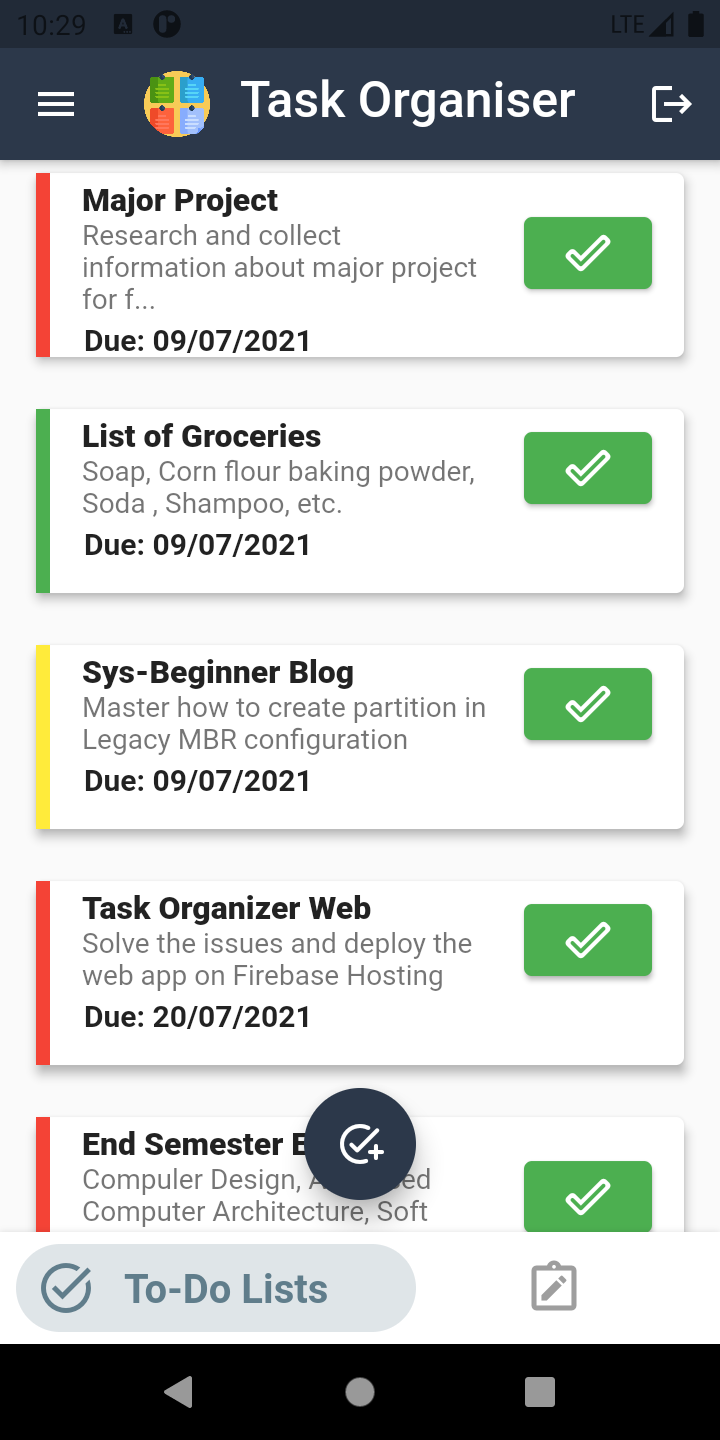 10:29
LTE
Task Organiser
Major Project
Research and collect
information about major project
for f...
Due: 09/07/2021
List of Groceries
Soap, Corn flour baking powder,
Soda , Shampoo, etc.
Due: 09/07/2021
Sys-Beginner Blog
Master how to create partition in
Legacy MBR configuration
Due: 09/07/2021
Task Organizer Web
Solve the issues and deploy the
web app on Firebase Hosting
Due: 20/07/2021
End Semester
Compuler Design,
Computer Architecture, Soft
To-Do Lists